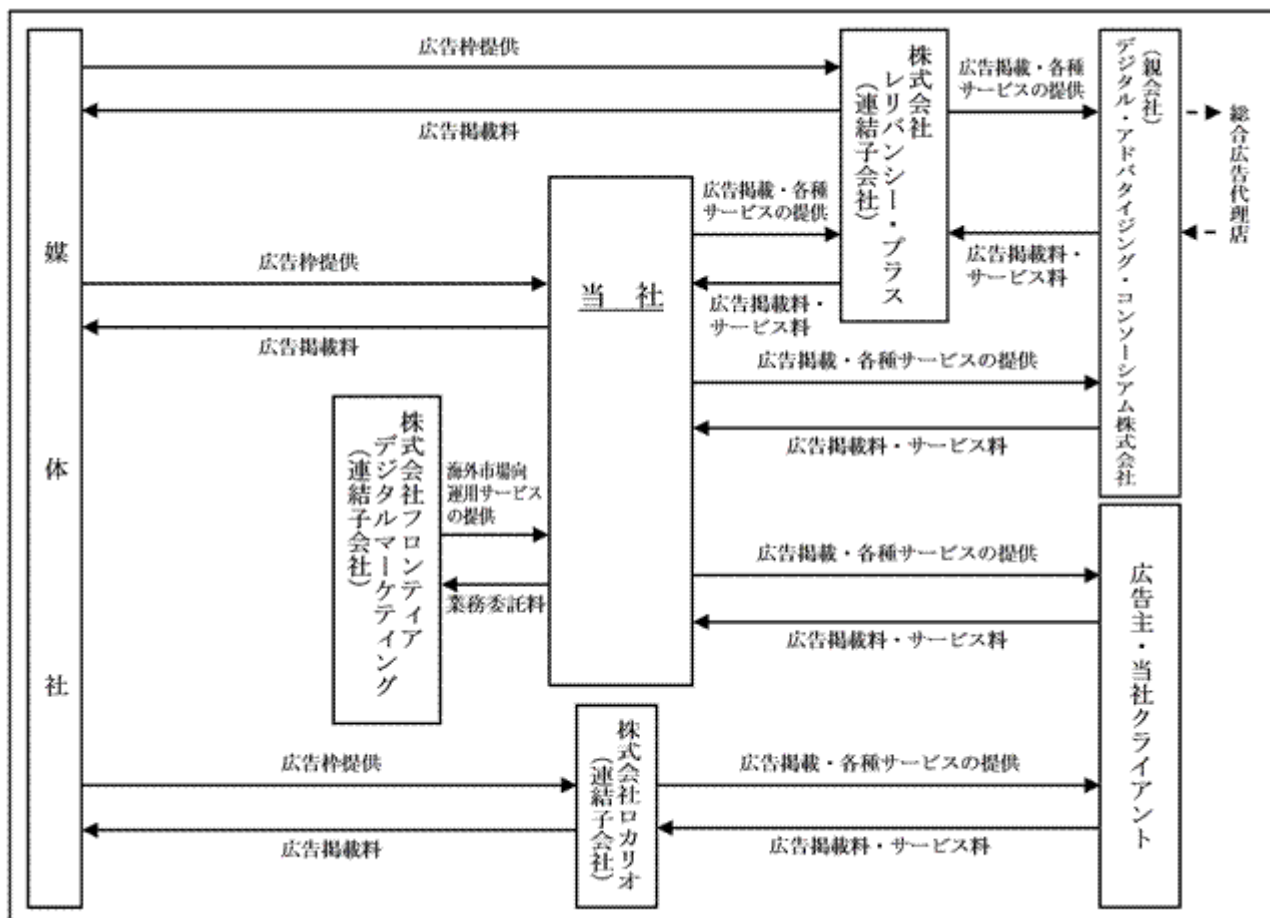 媒体社
広告枠提供
広告掲載料
株式会社
レリバンシー・プラス
(連結子会社)
広告掲載・各種
サービスの提供
広告掲載料・
サービス料
(親会社)
デジタル・アドバタイジング・コンソーシアム株式会社
総合広告代理店
広告枠提供
広告掲載料
当　社
広告掲載・各種
サービスの提供
広告掲載料・
サービス料
広告掲載・各種サービスの提供
広告掲載料・サービス料
株式会社フロンティア
デジタルマーケティング
(連結子会社)
海外市場向
運用サービス
の提供
業務委託料
広告掲載・各種サービスの提供
広告掲載料・サービス料
広告主・当社クライアント
広告枠提供
広告掲載料
株式会社ロカリオ
(連結子会社)
広告掲載・各種サービスの提供
広告掲載料・サービス料